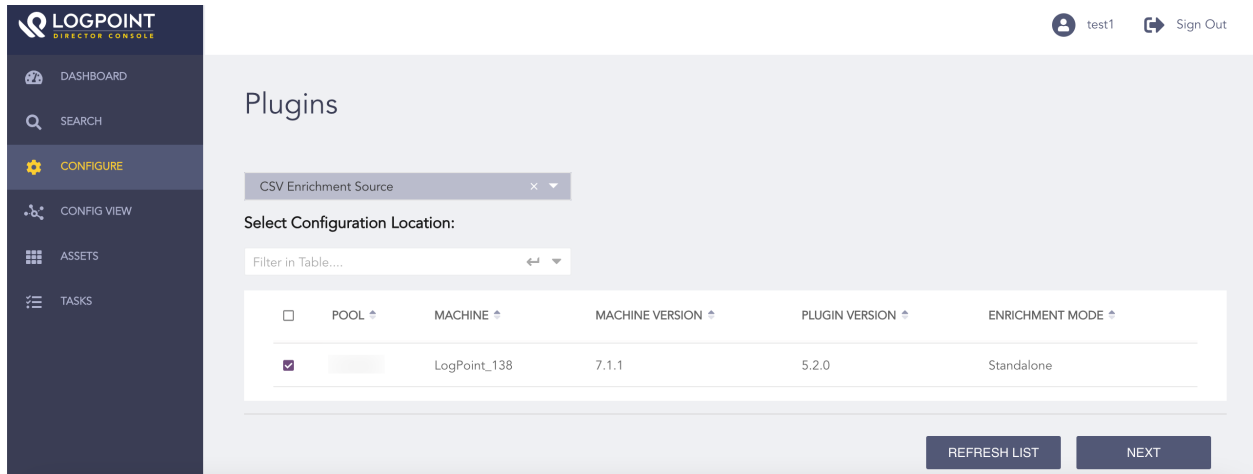 LOGPOINT
DIRECTOR CONSOLE
test1 Sign Out
DASHBOARD
SEARCH
CONFIGURE
CONFIG VIEW
ASSETS
TASKS
Plugins
CSV Enrichment Source
Select Configuration Location:
Filter in Table....
POOL MACHINE MACHINE VERSION PLUGIN VERSION ENRICHMENT MODE
LogPoint_138 7.1.1 5.2.0 Standalone
REFRESH LIST NEXT